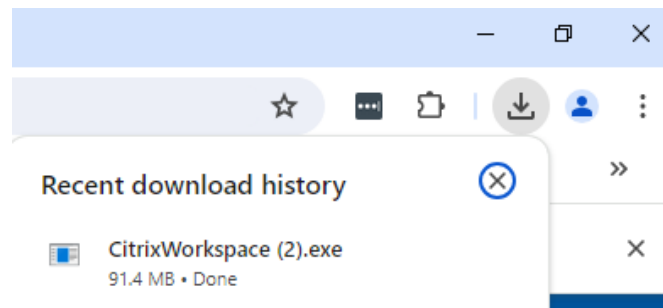 Recent download history
CitrixWorkspace (2).exe
91.4 MB • Done